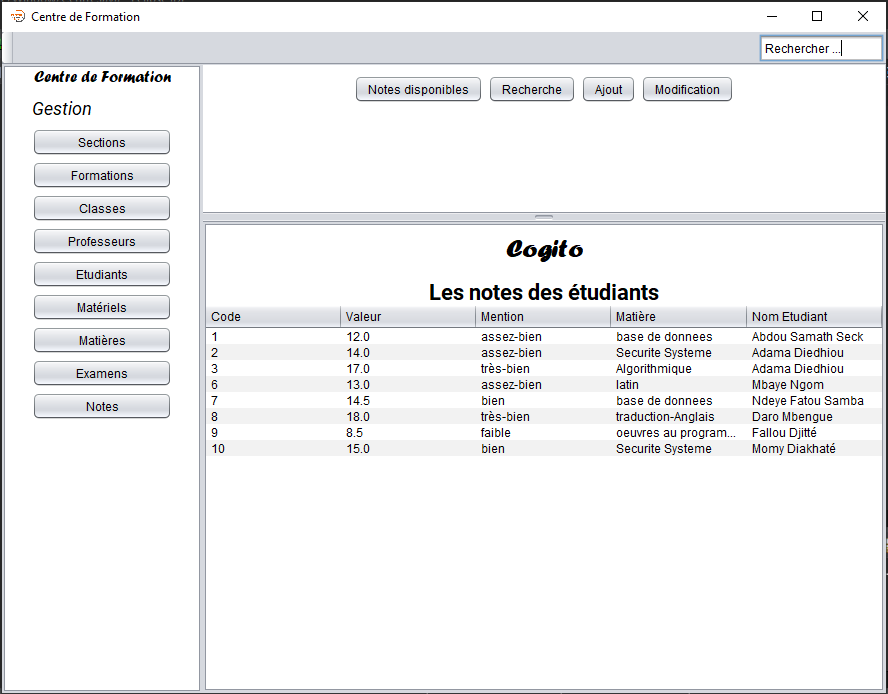 Centre de Formation
Rechercher ...
Centre de Formation
Gestion
Sections
Formations
Classes
Professeurs
Etudiants
Matériels
Matières
Examens
Notes
Notes disponibles Recherche Ajout Modification
Cogito
Les notes des étudiants
Code Valeur Mention Matière Nom Etudiant
1 12.0 assez-bien base de donnees Abdou Samath Seck
2 14.0 assez-bien Securite Systeme Adama Diedhiou
3 17.0 très-bien Algorithmique Adama Diedhiou
6 13.0 assez-bien latin Mbaye Ngom
7 14.5 bien base de donnees Ndeye Fatou Samba
8 18.0 très-bien traduction-Anglais Daro Mbengue
9 8.5 faible oeuvres au program... Fallou Djitté
10 15.0 bien Securite Systeme Momy Diakhaté